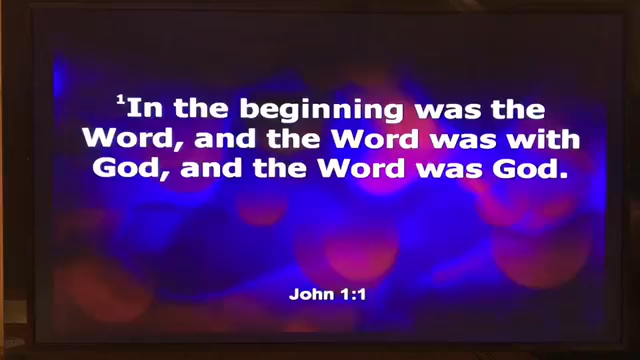 ¹In the beginning was the
Word, and the Word was with
God, and the Word was God.
John 1:1